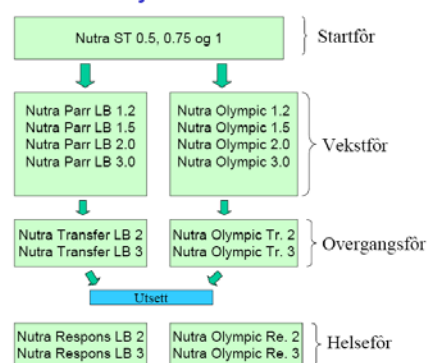 Nutra ST 0.5, 0.75 og 1
Startfôr
Nutra Parr LB 1.2
Nutra Parr LB 1.5
Nutra Parr LB 2.0
Nutra Parr LB 3.0
Nutra Olympic 1.2
Nutra Olympic 1.5
Nutra Olympic 2.0
Nutra Olympic 3.0
Vekstfôr
Nutra Transfer LB 2
Nutra Transfer LB 3
Nutra Olympic Tr. 2
Nutra Olympic Tr. 3
Overgangsfôr
Utsett
Nutra Respons LB 2
Nutra Respons LB 3
Nutra Olympic Re. 2
Nutra Olympic Re. 3
Helsefôr